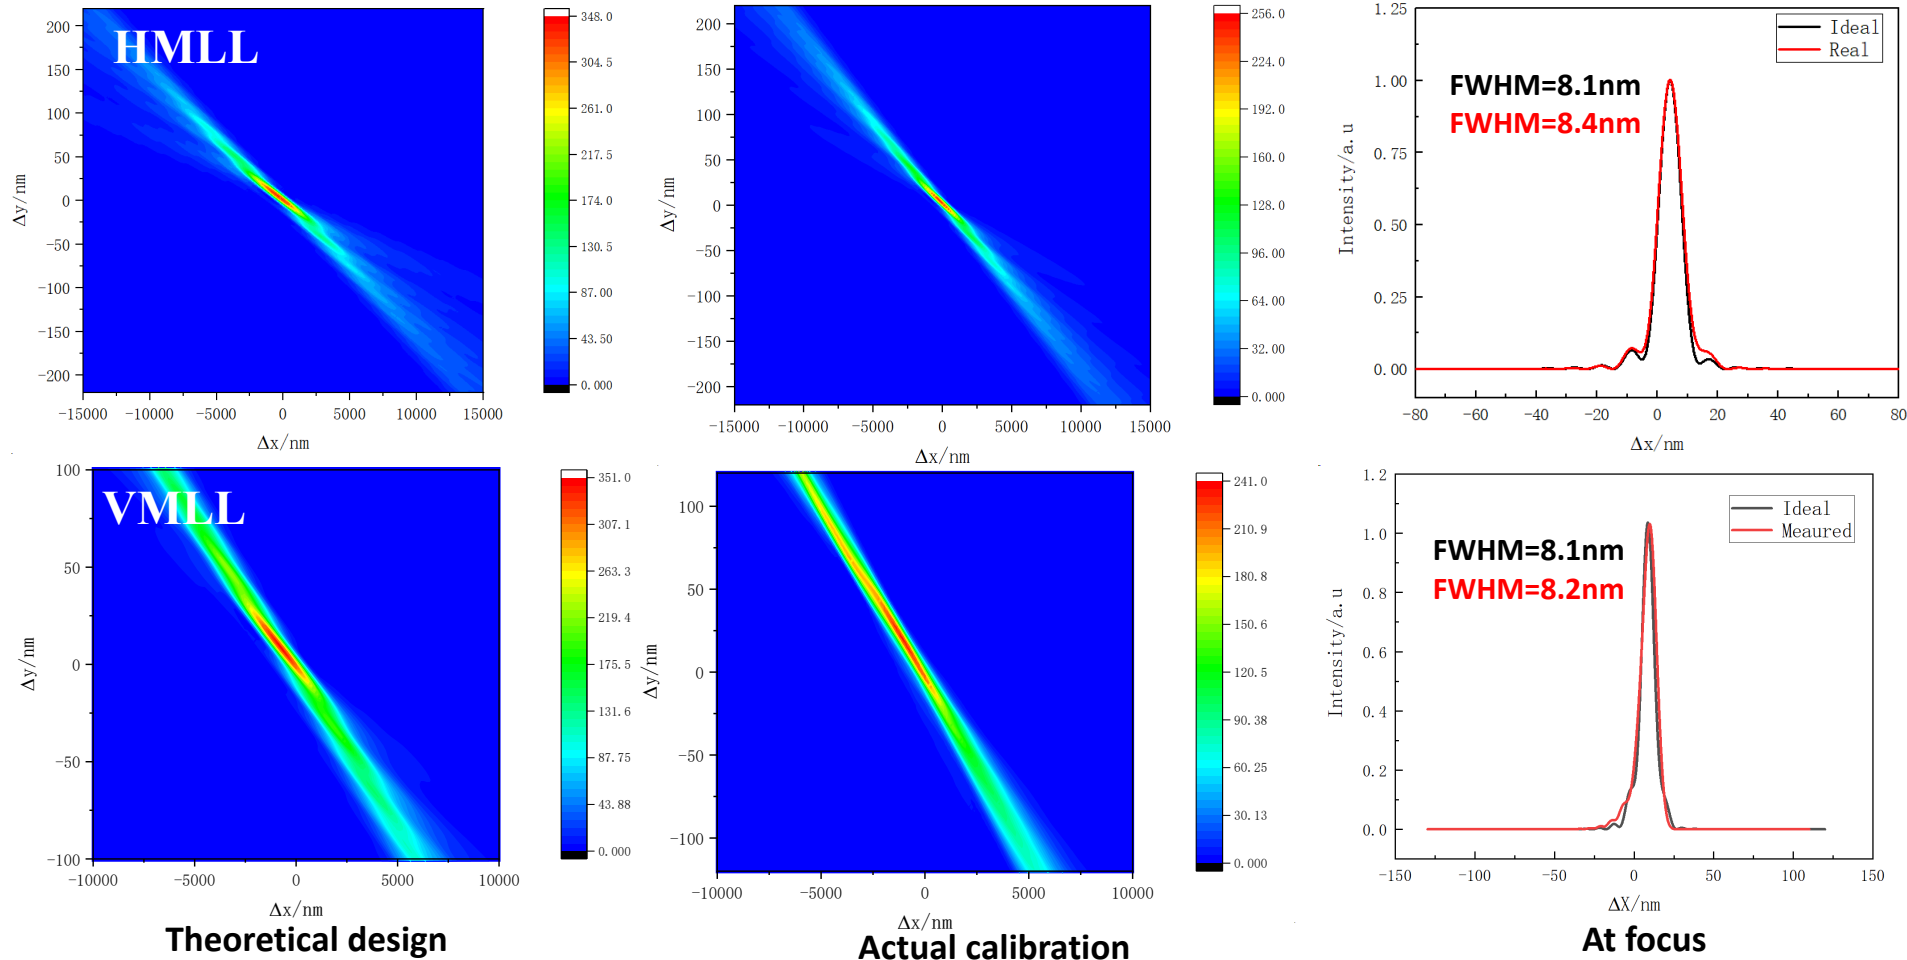 HMLL
Δy/nm
200
150
100
50
0
-50
-100
-150
-200
-15000 -10000 -5000 0 5000 10000 15000
Δx/nm
348.0
304.5
261.0
217.5
174.0
130.5
87.00
43.50
0.000
Δy/nm
200
150
100
50
0
-50
-100
-150
-200
-15000 -10000 -5000 0 5000 10000 15000
Δx/nm
256.0
224.0
192.0
160.0
128.0
96.00
64.00
32.00
0.000
Intensity/a.u
1.25
1.00
0.75
0.50
0.25
0.00
Ideal
Real
FWHM=8.1nm
FWHM=8.4nm
-80 -60 -40 -20 0 20 40 60 80
Δx/nm
VMLL
Δy/nm
100
50
0
-50
-100
-10000 -5000 0 5000 10000
Δx/nm
351.0
307.1
263.3
219.4
175.5
131.6
87.75
43.88
0.000
Theoretical design
Δy/nm
100
50
0
-50
-100
-10000 -5000 0 5000 10000
Δx/nm
241.0
210.9
180.8
150.6
120.5
90.38
60.25
30.13
0.000
Actual calibration
Intensity/a.u
1.2
1.0
0.8
0.6
0.4
0.2
0.0
Ideal
Meaured
FWHM=8.1nm
FWHM=8.2nm
-150 -100 -50 0 50 100 150
ΔX/nm
At focus